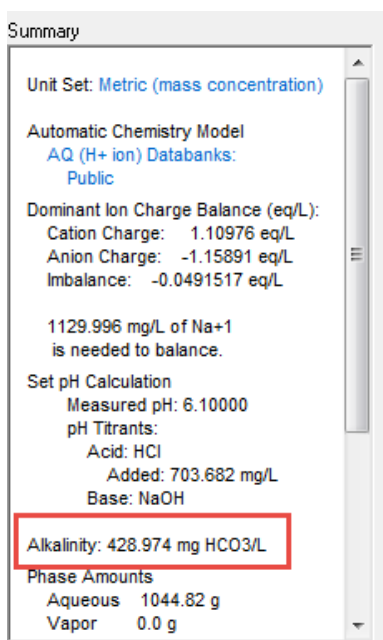 Summary
Unit Set: Metric (mass concentration)
Automatic Chemistry Model
AQ (H+ ion) Databanks:
Public
Dominant Ion Charge Balance (eq/L):
Cation Charge: 1.10976 eq/L
Anion Charge: -1.15891 eq/L
Imbalance: -0.0491517 eq/L
1129.996 mg/L of Na+1
is needed to balance.
Set pH Calculation
Measured pH: 6.10000
pH Titrants:
Acid: HCl
Added: 703.682 mg/L
Base: NaOH
Alkalinity: 428.974 mg HCO3/L
Phase Amounts
Aqueous 1044.82 g
Vapor 0.0 g